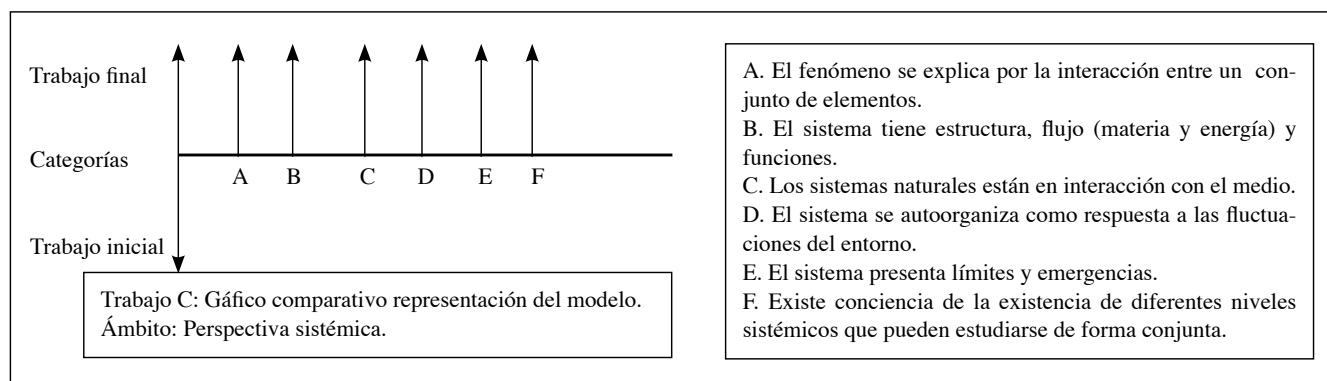 Trabajo final
Categorías
A B C D E F
Trabajo inicial
Trabajo C: Gáfico comparativo representación del modelo.
Ámbito: Perspectiva sistémica.
A. El fenómeno se explica por la interacción entre un con-
junto de elementos.
B. El sistema tiene estructura, flujo (materia y energía) y
funciones.
C. Los sistemas naturales están en interacción con el medio.
D. El sistema se autoorganiza como respuesta a las fluctua-
ciones del entorno.
E. El sistema presenta límites y emergencias.
F. Existe conciencia de la existencia de diferentes niveles
sistémicos que pueden estudiarse de forma conjunta.